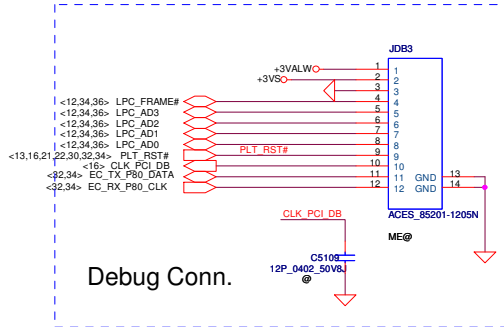 JDB3
+3VALW 1 1
+3VS 2 2
3 3
<12,34,36> LPC_FRAME# 4 4
<12,34,36> LPC_AD3 5 5
<12,34,36> LPC_AD2 6 6
<12,34,36> LPC_AD1 7 7
<12,34,36> LPC_AD0 8 8
<13,16,21,22,30,32,34> PLT_RST# PLT_RST# 9 9
<16> CLK_PCI_DB 10 10
<32,34> EC_TX_P80_DATA 11 11 GND 13
<32,34> EC_RX_P80_CLK 12 12 GND 14
CLK_PCI_DB
ACES_85201-1205N
ME@
C5109
12P_0402_50V8J
@
Debug Conn.